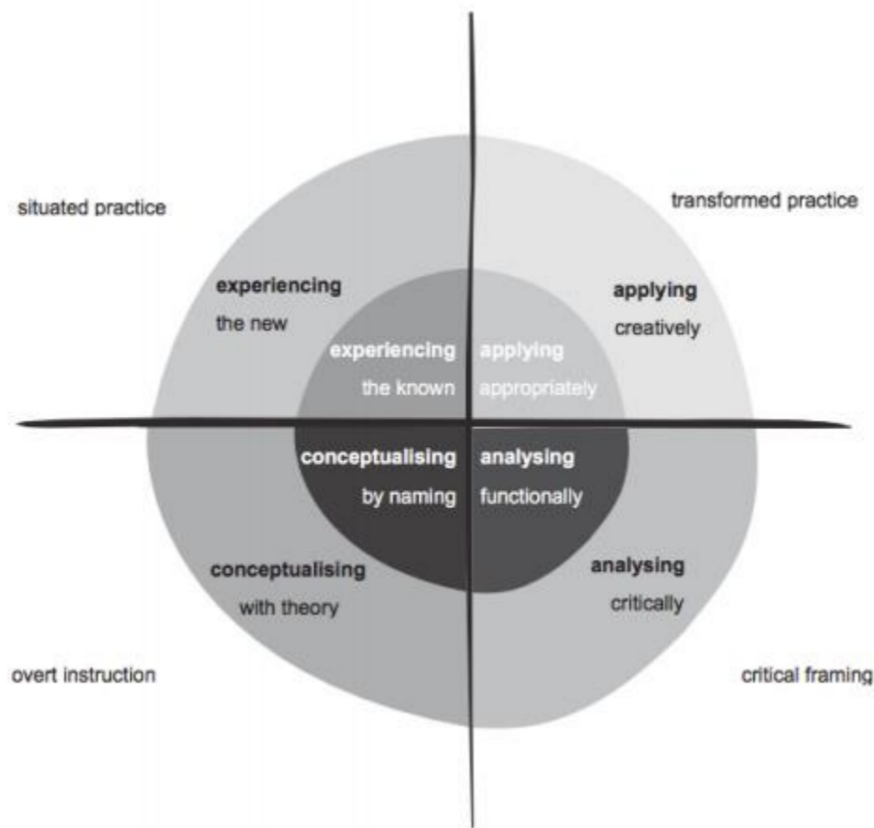 situated practice
transformed practice
experiencing
the new
applying
creatively
experiencing
the known
applying
appropriately
conceptualising
by naming
analysing
functionally
conceptualising
with theory
analysing
critically
overt instruction
critical framing